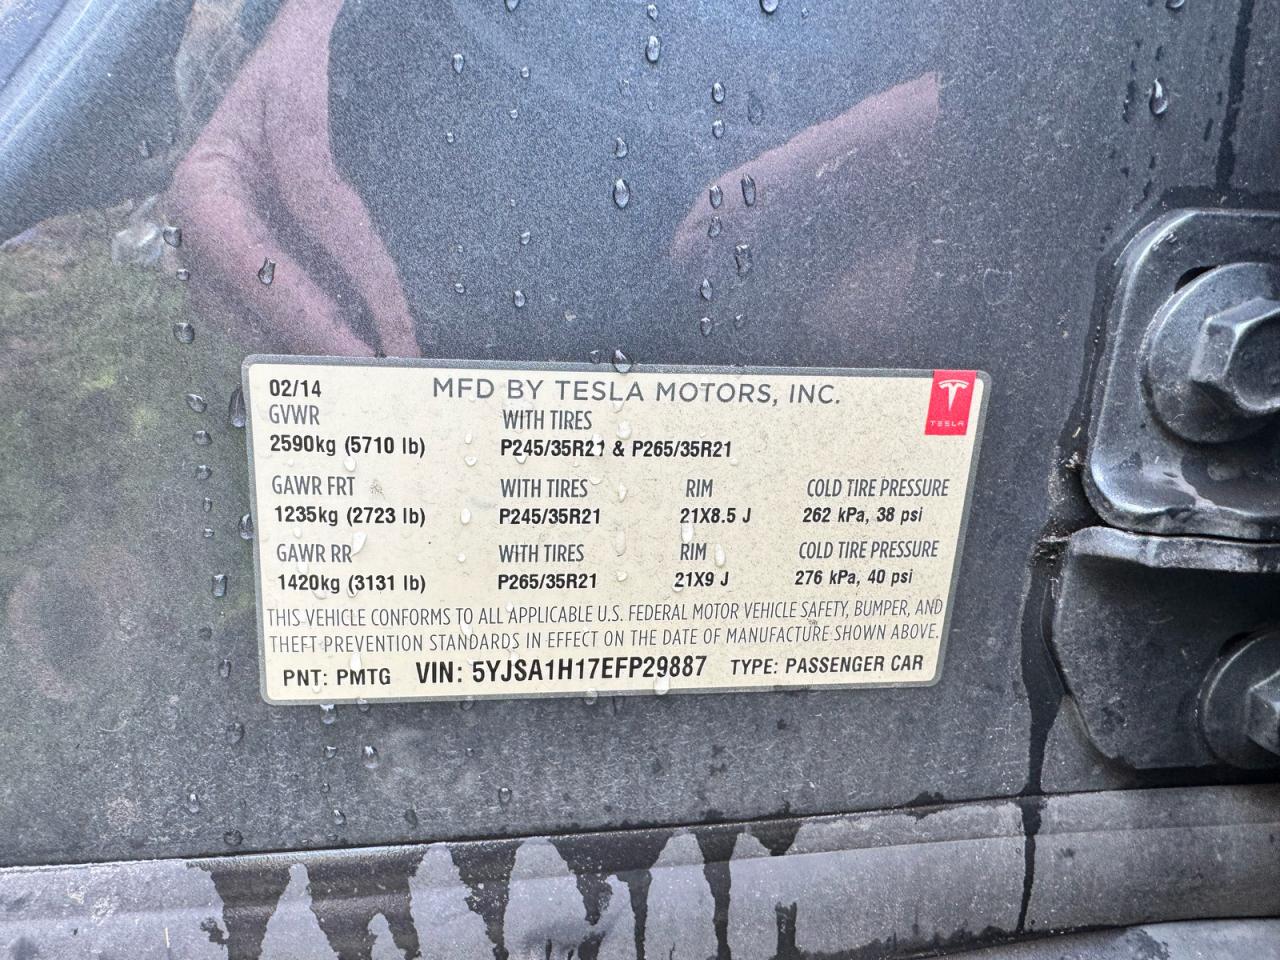 02/14 MFD BY TESLA MOTORS, INC.
TESLA
GVWR WITH TIRES
2590kg (5710 lb) P245/35R21 & P265/35R21
GAWR FRT WITH TIRES RIM COLD TIRE PRESSURE
1235kg (2723 lb) P245/35R21 21X8.5 J 262 kPa, 38 psi
GAWR RR WITH TIRES RIM COLD TIRE PRESSURE
1420kg (3131 lb) P265/35R21 21X9 J 276 kPa, 40 psi
THIS VEHICLE CONFORMS TO ALL APPLICABLE U.S. FEDERAL MOTOR VEHICLE SAFETY, BUMPER, AND
THEFT PREVENTION STANDARDS IN EFFECT ON THE DATE OF MANUFACTURE SHOWN ABOVE.
PNT: PMTG VIN: 5YJSA1H17EFP29887 TYPE: PASSENGER CAR